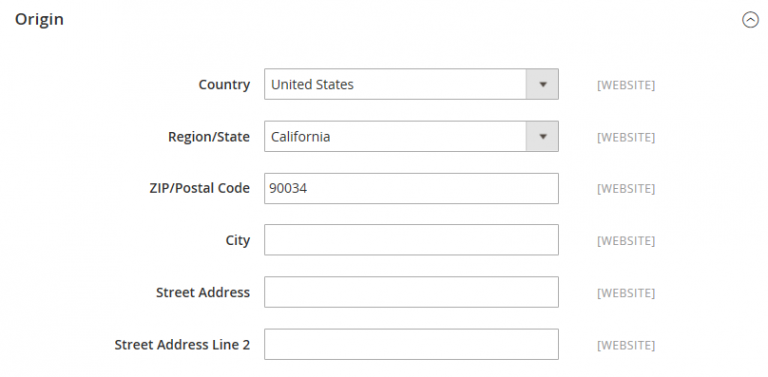 Origin
Country United States [WEBSITE]
Region/State California [WEBSITE]
ZIP/Postal Code 90034 [WEBSITE]
City [WEBSITE]
Street Address [WEBSITE]
Street Address Line 2 [WEBSITE]